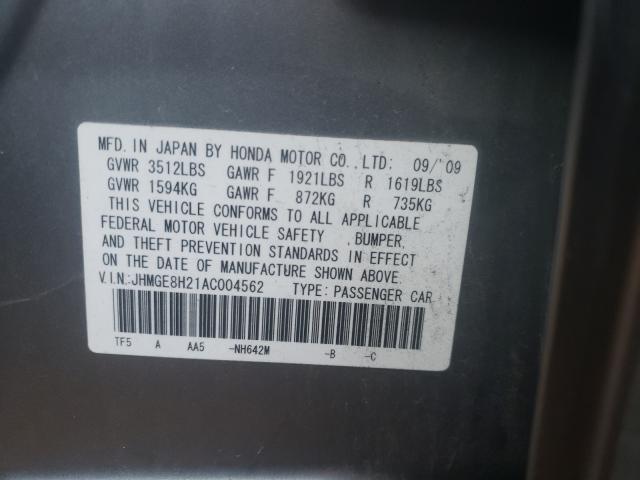 MFD. IN JAPAN BY HONDA MOTOR CO., LTD: 09/'09
GVWR 3512LBS GAWR F 1921LBS R 1619LBS
GVWR 1594KG GAWR F 872KG R 735KG
THIS VEHICLE CONFORMS TO ALL APPLICABLE
FEDERAL MOTOR VEHICLE SAFETY ,BUMPER,
AND THEFT PREVENTION STANDARDS IN EFFECT
ON THE DATE OF MANUFACTURE SHOWN ABOVE.
V.I.N:JHMGE8H21AC004562 TYPE: PASSENGER CAR
TF5 A AA5 -NH642M -B -C